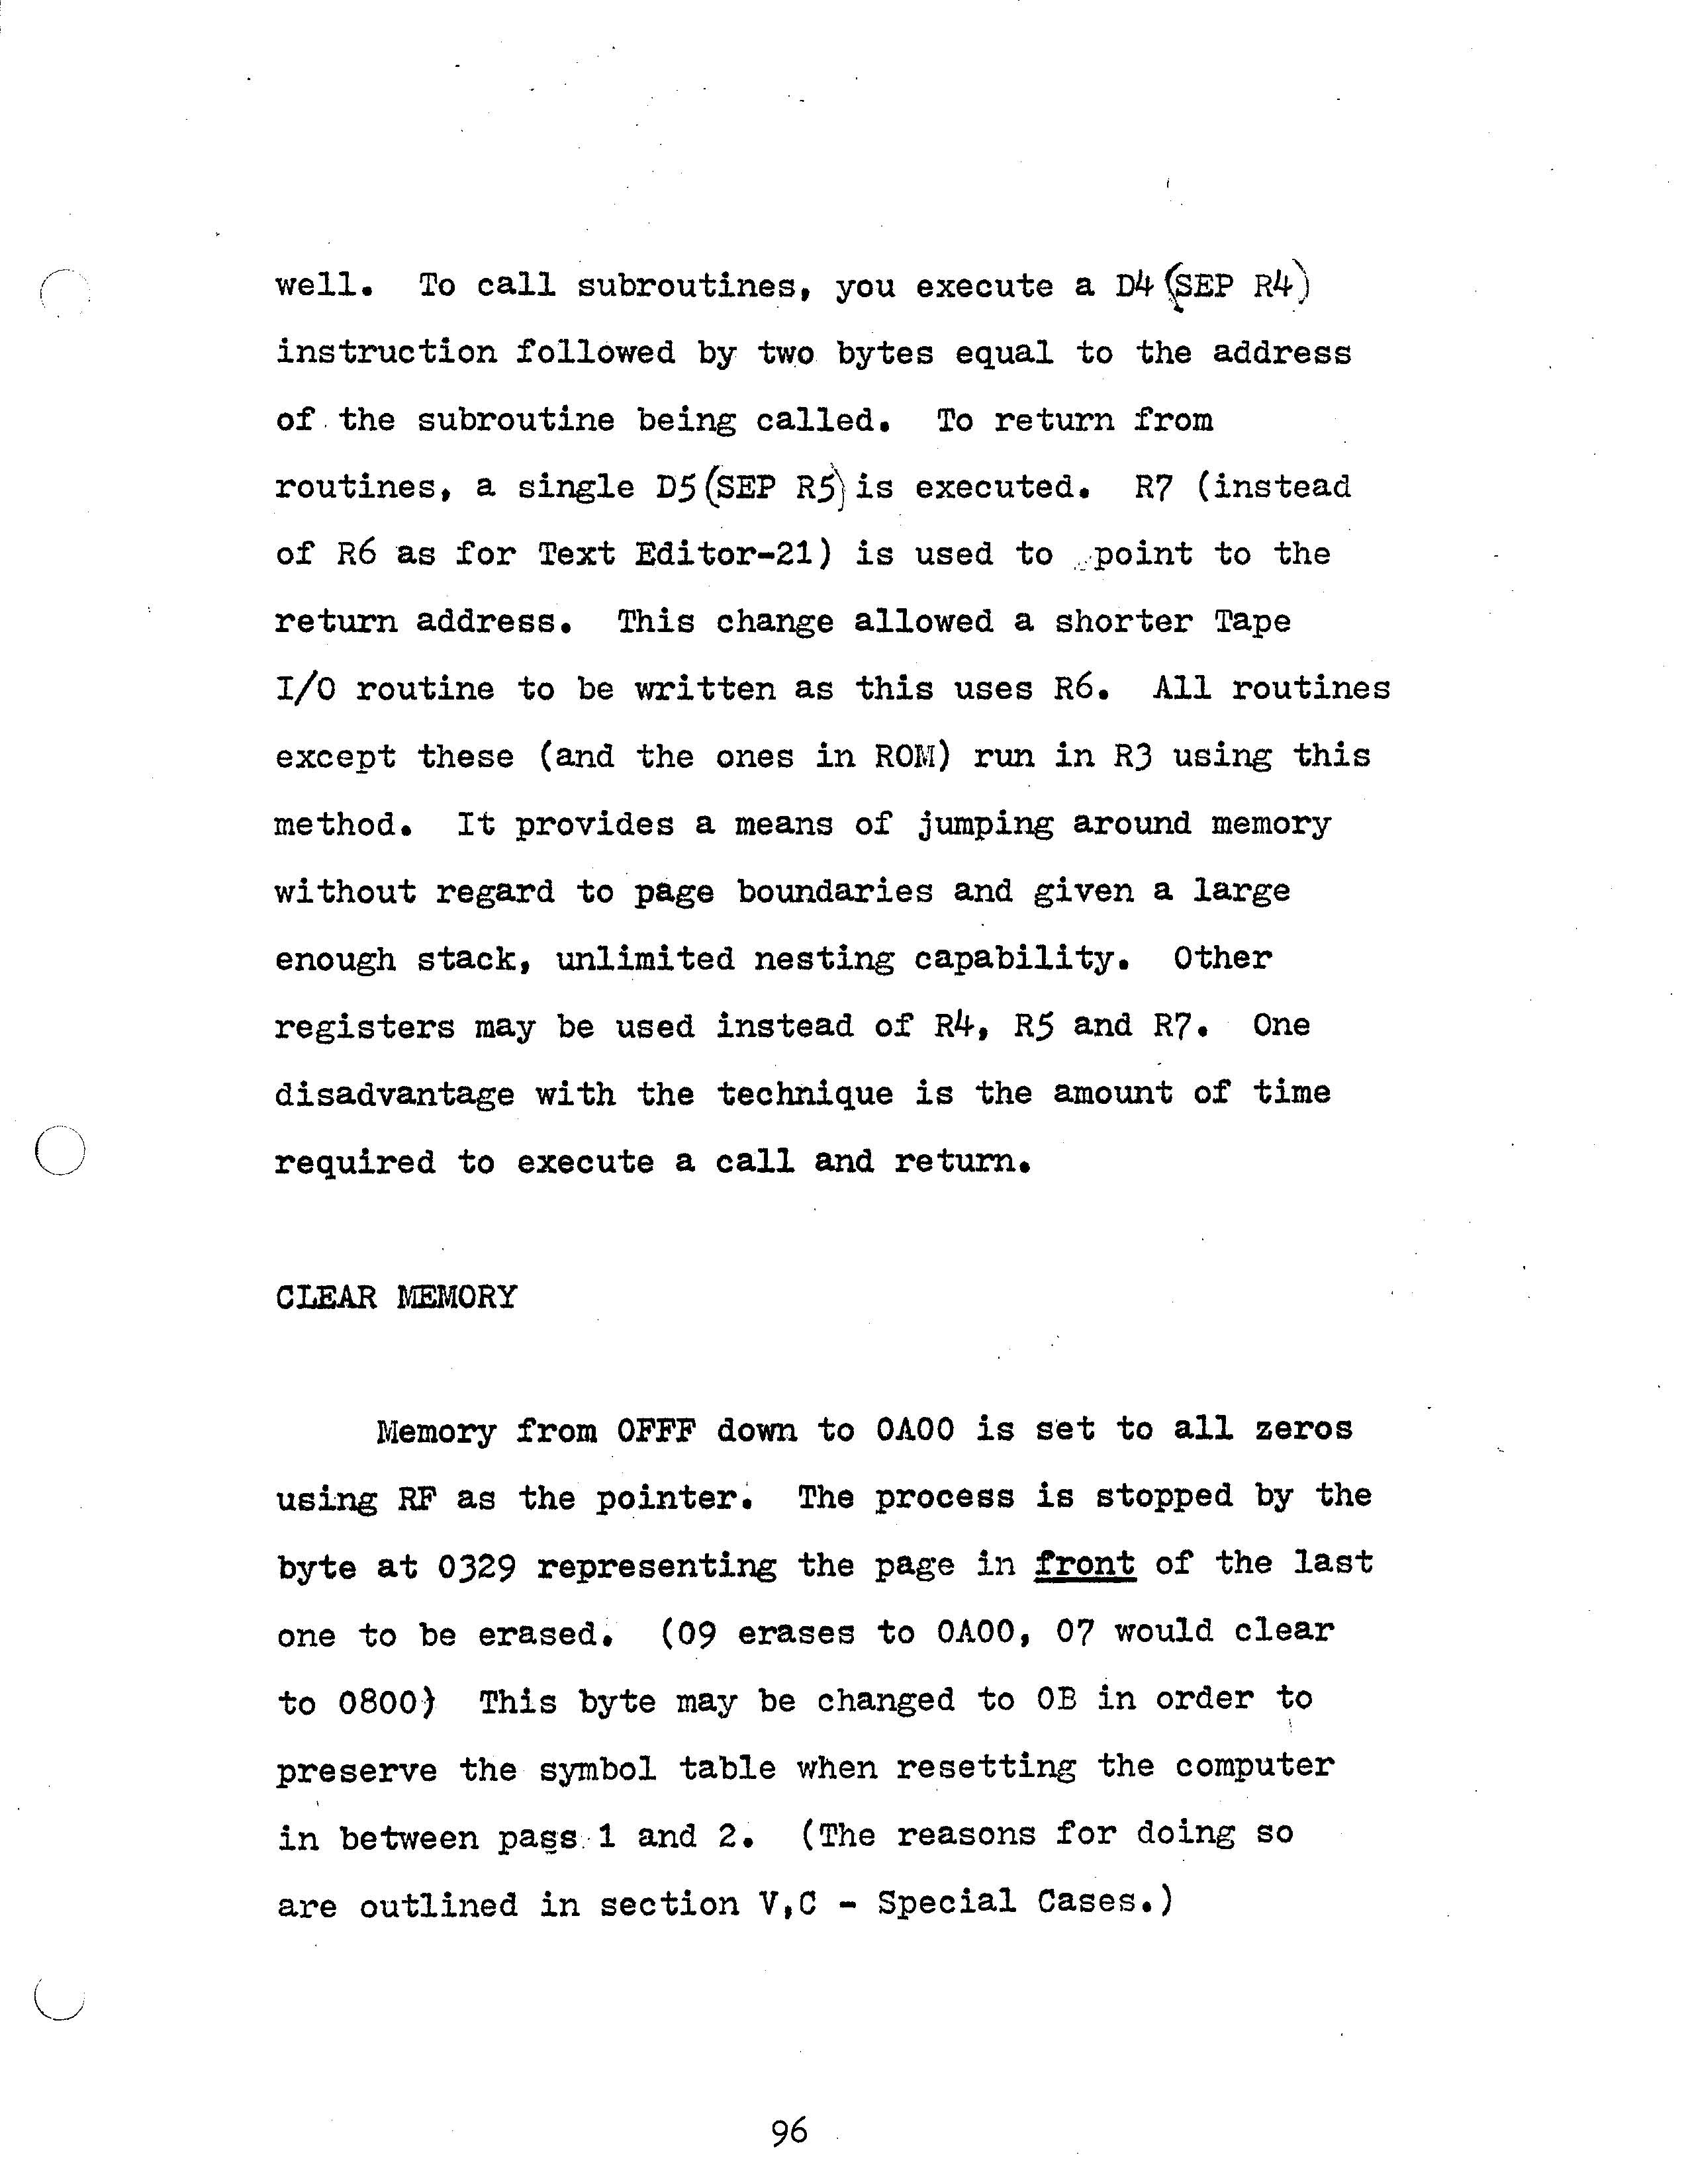 well.  To call subroutines, you execute a D4 (SEP R4)
instruction followed by two bytes equal to the address
of the subroutine being called.  To return from
routines, a single D5 (SEP R5) is executed.  R7 (instead
of R6 as for Text Editor-21) is used to point to the
return address.  This change allowed a shorter Tape
I/O routine to be written as this uses R6.  All routines
except these (and the ones in ROM) run in R3 using this
method.  It provides a means of jumping around memory
without regard to page boundaries and given a large
enough stack, unlimited nesting capability.  Other
registers may be used instead of R4, R5 and R7.  One
disadvantage with the technique is the amount of time
required to execute a call and return.
CLEAR MEMORY
Memory from 0FFF down to 0A00 is set to all zeros
using RF as the pointer.  The process is stopped by the
byte at 0329 representing the page in front of the last
one to be erased.  (09 erases to 0A00, 07 would clear
to 0800)  This byte may be changed to 0B in order to
preserve the symbol table when resetting the computer
in between pass 1 and 2.  (The reasons for doing so
are outlined in section V,C - Special Cases.)
96